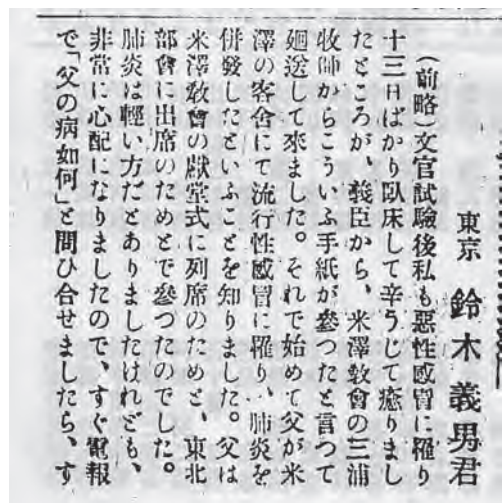 東京 鈴木義男君
(前略)文官試驗後私も惡性感冒に罹り
十三日ばかり臥床して辛うじて癒りまし
たところが、義臣から、米澤敎會の三浦
牧師からこういふ手紙が參つたと言つて
廻送して來ました。それで始めて父が米
澤の客舍にて流行性感冒に罹り、肺炎を
併發したといふことを知りました。父は
米澤敎會の獻堂式に列席のためと、東北
部會に出席のためとで參つたのでした。
肺炎は輕い方だとありましたけれども、
非常に心配になりましたので、すぐ電報
で「父の病如何」と問ひ合せましたら、す